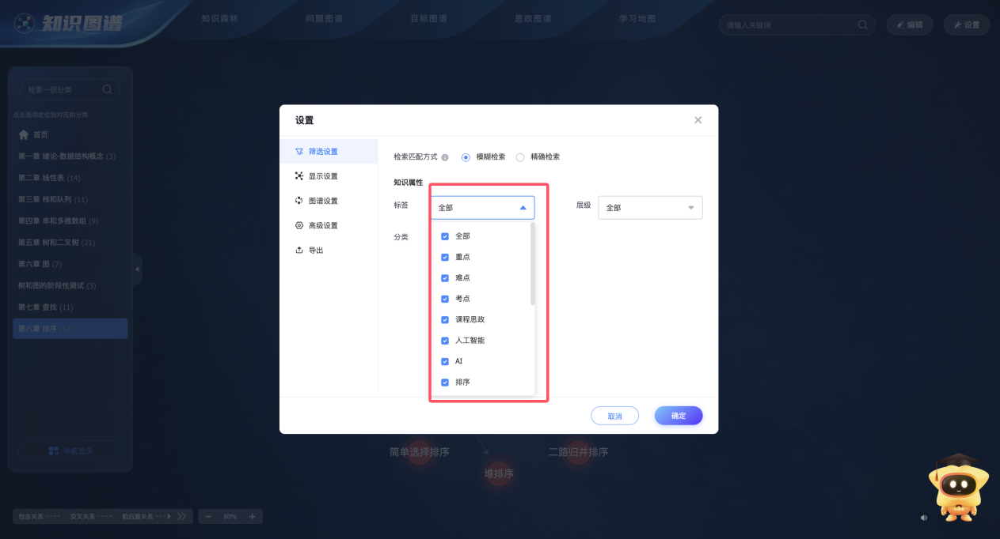 知识图谱
知识森林
问题图谱
目标图谱
思政图谱
学习地图
请输入关键词
编辑
设置
检索一级分类
点击选项定位到对应的分类
首页
第一章 绪论-数据结构概念 (3)
第二章 线性表 (14)
第三章 栈和队列 (11)
第四章 串和多维数组 (9)
第五章 树和二叉树 (21)
第六章 图 (7)
树和图的阶段性测试 (3)
第七章 查找 (11)
第八章 排序 (12)
导航显示
设置
筛选设置
显示设置
图谱设置
高级设置
导出
检索匹配方式
模糊检索
精确检索
知识属性
标签
全部
层级
全部
分类
全部
重点
难点
考点
课程思政
人工智能
AI
排序
取消
确定
简单选择排序
二路归并排序
堆排序
包含关系
交叉关系
前后置关系
80%